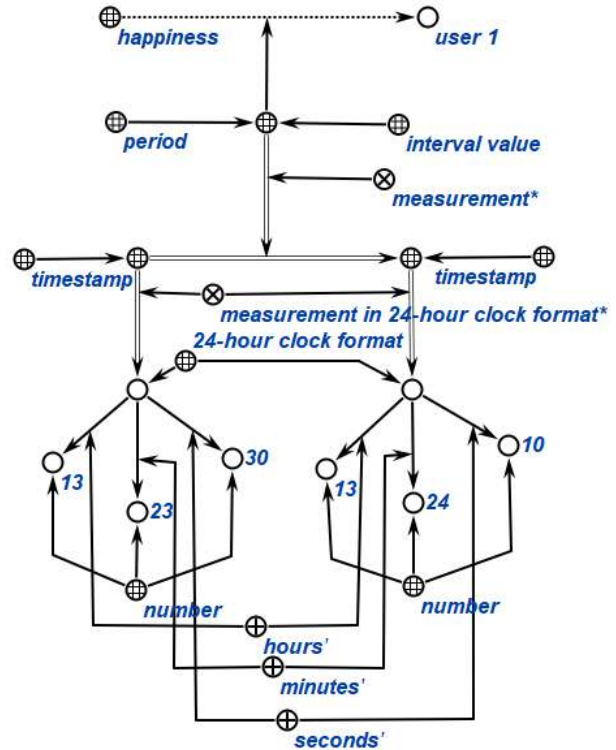 happiness
user 1
period
interval value
measurement*
timestamp
timestamp
measurement in 24-hour clock format*
24-hour clock format
13
23
30
13
24
10
number
number
hours'
minutes'
seconds'